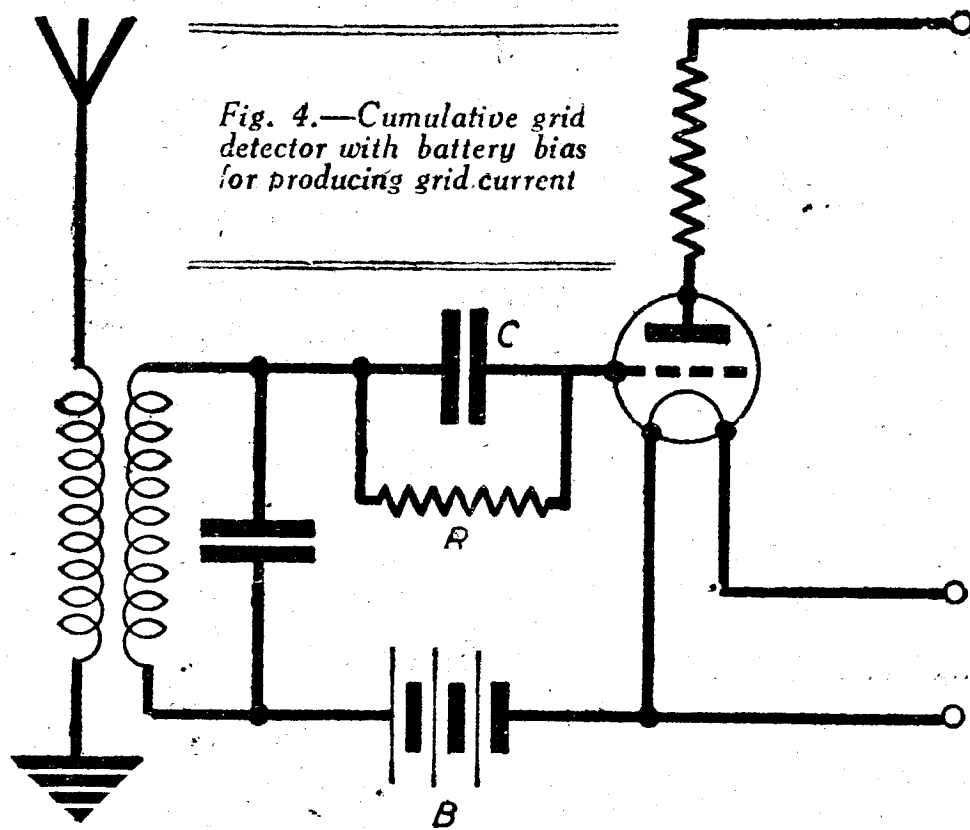 Fig. 4.—Cumulative grid
detector with battery bias
for producing grid current
C
R
B